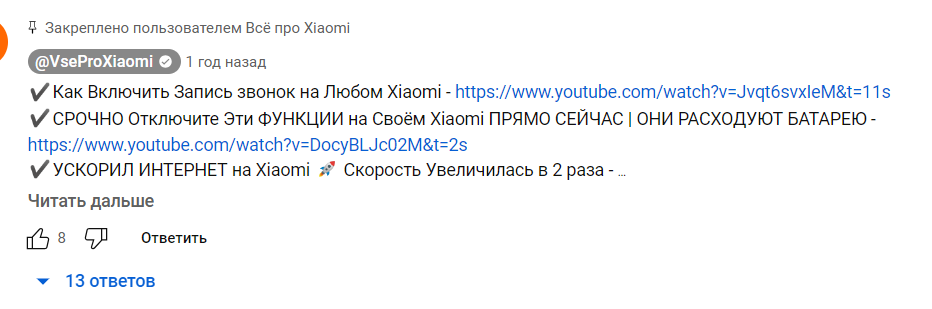 Закреплено пользователем Всё про Xiaomi
@VseProXiaomi 1 год назад
✔️Как Включить Запись звонок на Любом Xiaomi - https://www.youtube.com/watch?v=Jvqt6svxIeM&t=11s
✔️СРОЧНО Отключите Эти ФУНКЦИИ на Своём Xiaomi ПРЯМО СЕЙЧАС | ОНИ РАСХОДУЮТ БАТАРЕЮ -
https://www.youtube.com/watch?v=DocyBLJc02M&t=2s
✔️УСКОРИЛ ИНТЕРНЕТ на Xiaomi 🚀 Скорость Увеличилась в 2 раза - ...
Читать дальше
8 Ответить
13 ответов